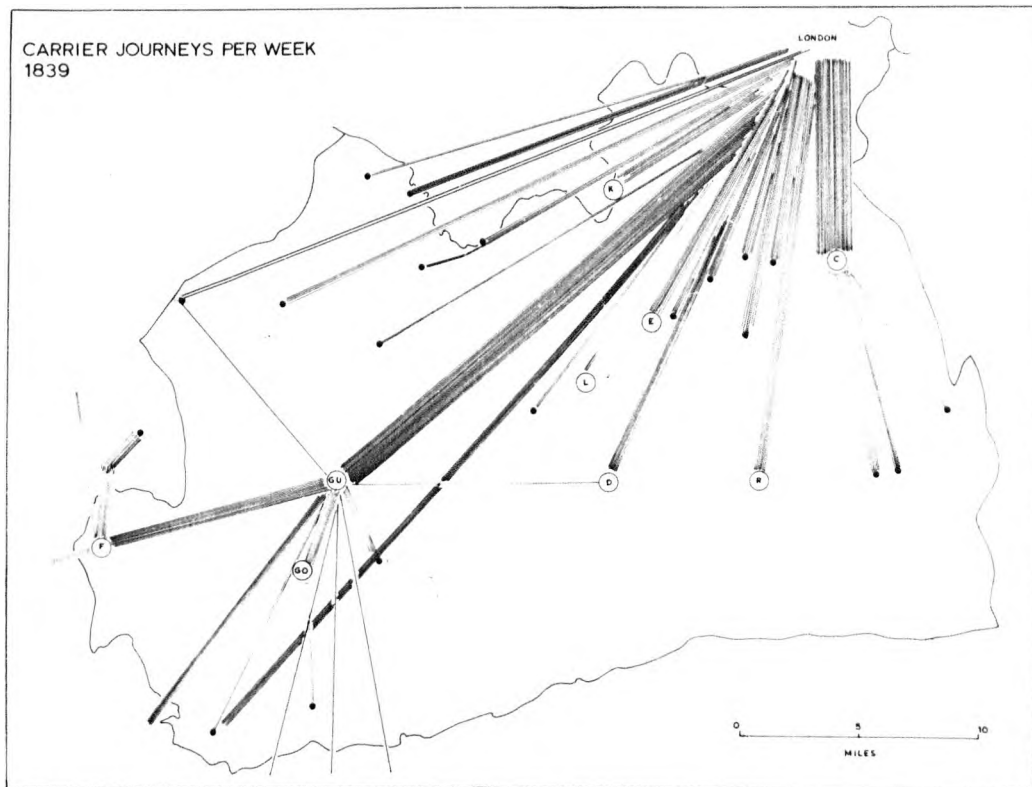 CARRIER JOURNEYS PER WEEK
1839
LONDON
K
C
E
L
GU
D
R
F
GO
0 5 10
MILES